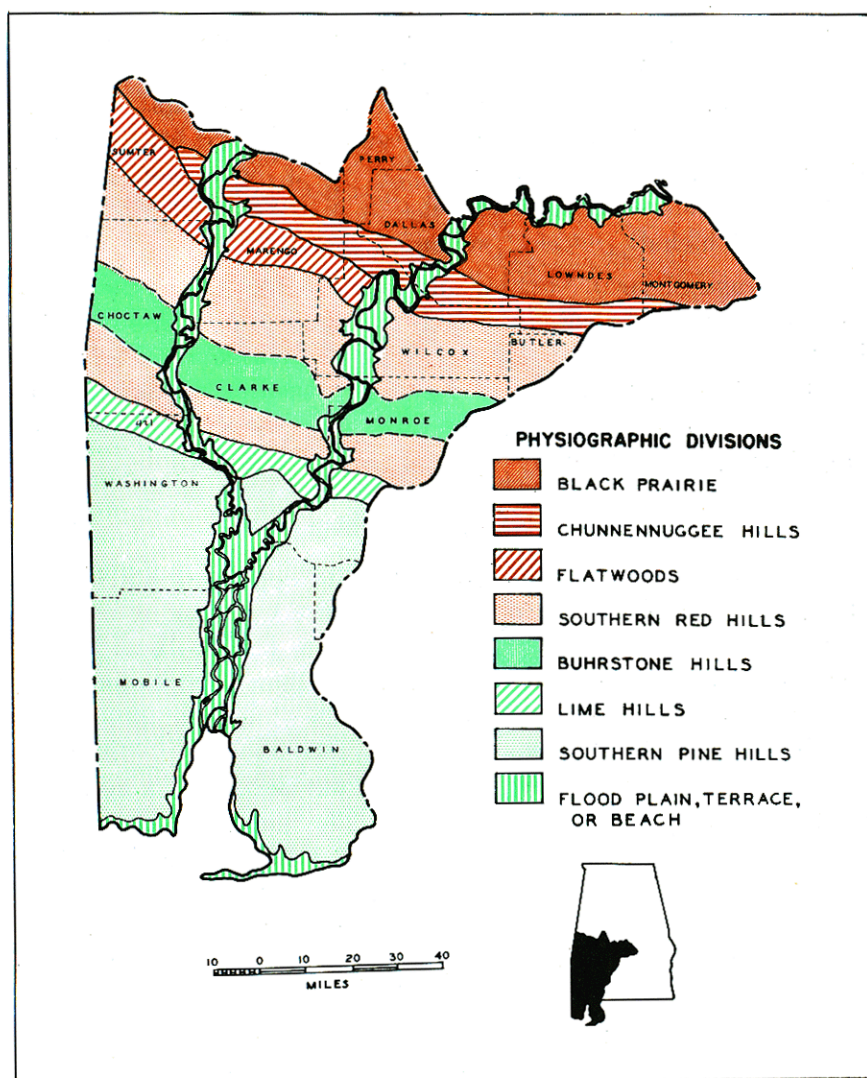 PERRY
SUMTER
DALLAS
MARENGO
LOWNDES
MONTGOMERY
CHOCTAW
BUTLER
WILCOX
CLARKE
MONROE
WASHINGTON
MOBILE
BALDWIN
PHYSIOGRAPHIC DIVISIONS
BLACK PRAIRIE
CHUNNENNUGGEE HILLS
FLATWOODS
SOUTHERN RED HILLS
BUHRSTONE HILLS
LIME HILLS
SOUTHERN PINE HILLS
FLOOD PLAIN, TERRACE,
OR BEACH
10 0 10 20 30 40
MILES